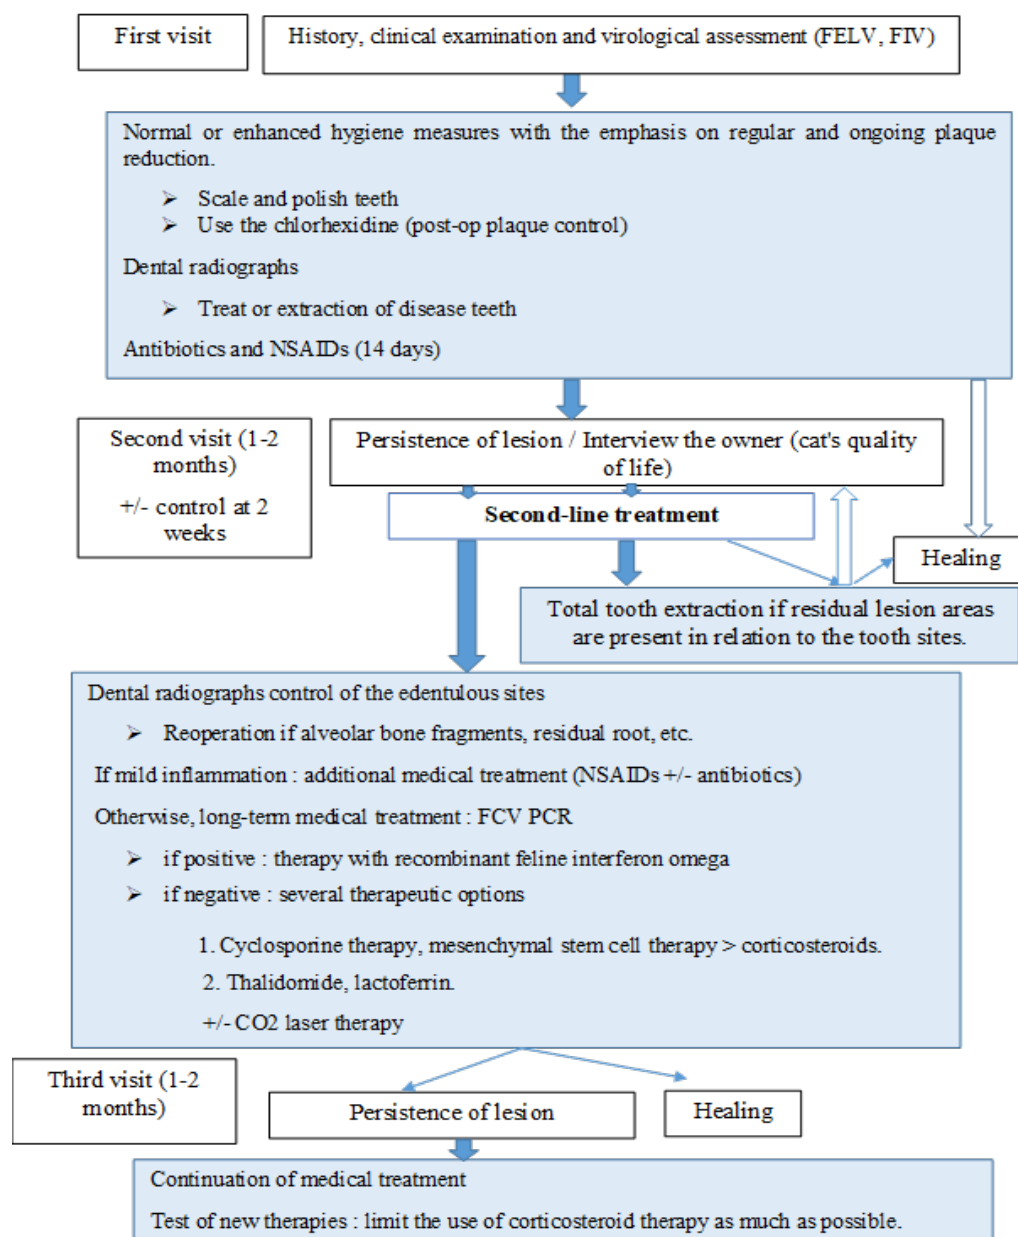 First visit
History, clinical examination and virological assessment (FELV, FIV)
Normal or enhanced hygiene measures with the emphasis on regular and ongoing plaque
reduction.
➢ Scale and polish teeth
➢ Use the chlorhexidine (post-op plaque control)
Dental radiographs
➢ Treat or extraction of disease teeth
Antibiotics and NSAIDs (14 days)
Second visit (1-2
months)
+/- control at 2
weeks
Persistence of lesion / Interview the owner (cat's quality
of life)
Second-line treatment
Healing
Total tooth extraction if residual lesion areas
are present in relation to the tooth sites.
Dental radiographs control of the edentulous sites
➢ Reoperation if alveolar bone fragments, residual root, etc.
If mild inflammation : additional medical treatment (NSAIDs +/- antibiotics)
Otherwise, long-term medical treatment : FCV PCR
➢ if positive : therapy with recombinant feline interferon omega
➢ if negative : several therapeutic options
1. Cyclosporine therapy, mesenchymal stem cell therapy > corticosteroids.
2. Thalidomide, lactoferrin.
+/- CO2 laser therapy
Third visit (1-2
months)
Persistence of lesion
Healing
Continuation of medical treatment
Test of new therapies : limit the use of corticosteroid therapy as much as possible.